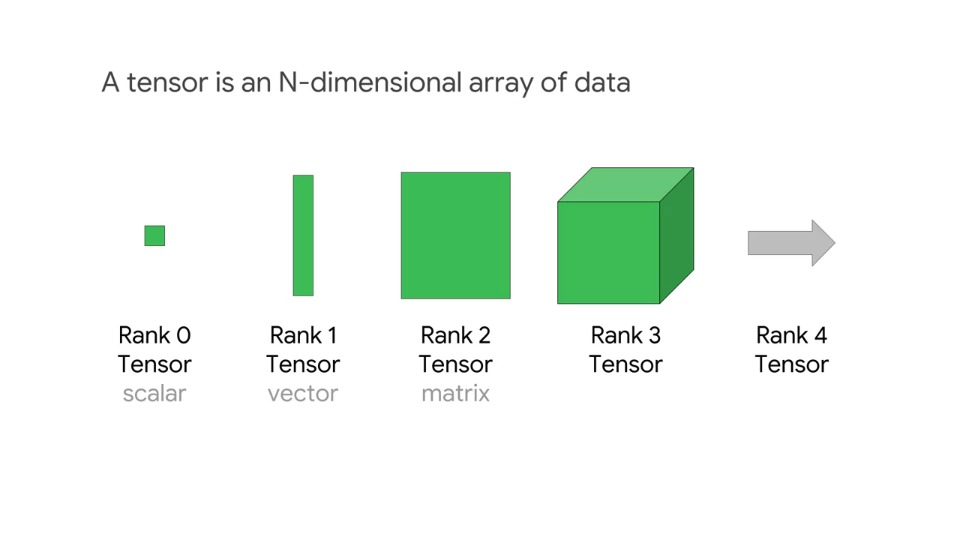 A tensor is an N-dimensional array of data
Rank 0
Tensor
scalar
Rank 1
Tensor
vector
Rank 2
Tensor
matrix
Rank 3
Tensor
Rank 4
Tensor